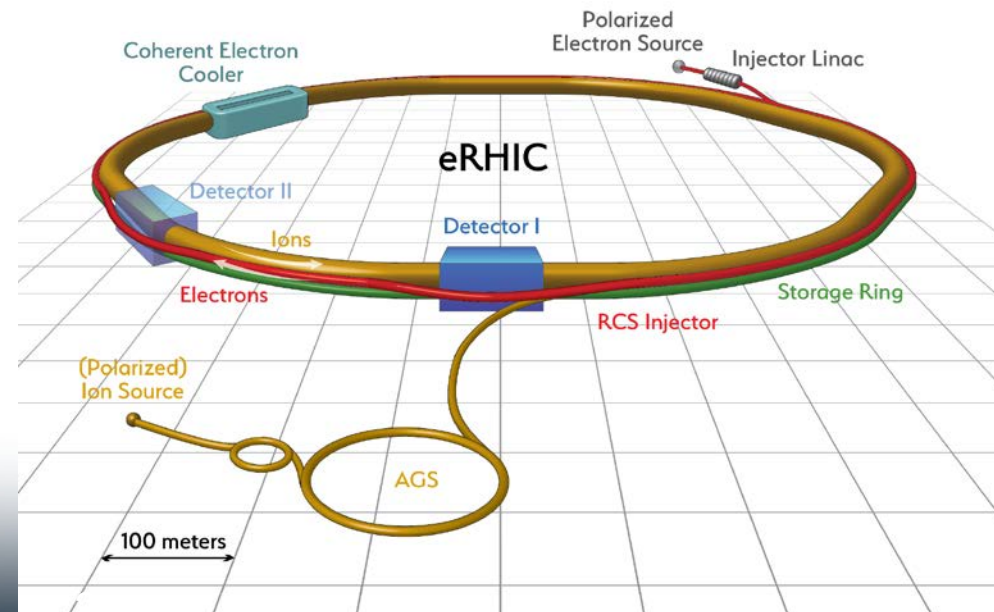 Polarized
Electron Source
Injector Linac
Coherent Electron
Cooler
eRHIC
Detector II
Detector I
Ions
Electrons
Storage Ring
RCS Injector
(Polarized)
Ion Source
AGS
100 meters